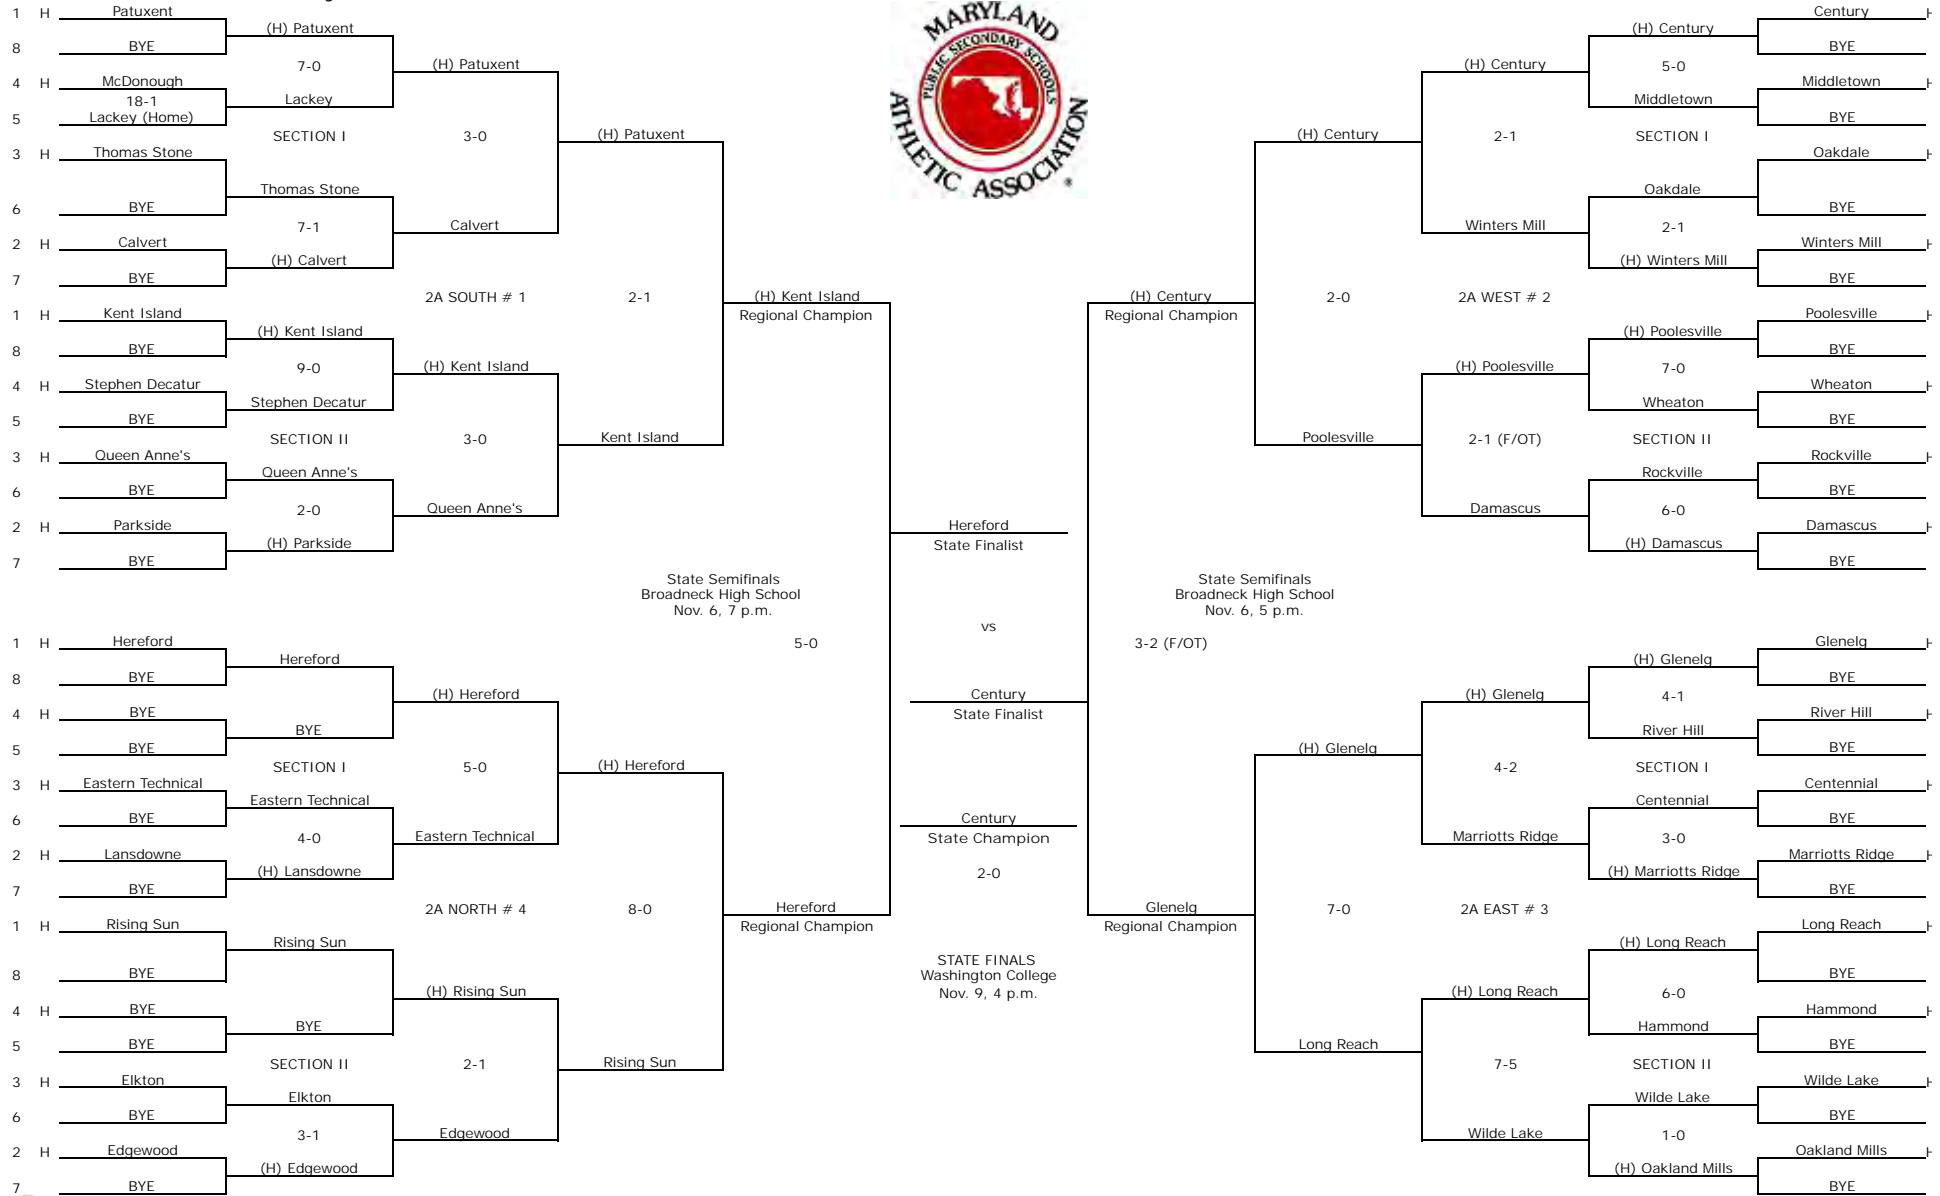 MARYLAND
PUBLIC SECONDARY SCHOOLS
ATHLETIC ASSOCIATION
®
1 H Patuxent
8 BYE
4 H McDonough
18-1
5 Lackey (Home)
3 H Thomas Stone
6 BYE
2 H Calvert
7 BYE
1 H Kent Island
8 BYE
4 H Stephen Decatur
5 BYE
3 H Queen Anne's
6 BYE
2 H Parkside
7 BYE
(H) Patuxent
7-0
Lackey
SECTION I
Thomas Stone
7-1
(H) Calvert
(H) Kent Island
9-0
Stephen Decatur
SECTION II
Queen Anne's
2-0
(H) Parkside
(H) Patuxent
3-0
Calvert
2A SOUTH # 1
(H) Kent Island
3-0
Queen Anne's
(H) Patuxent
2-1
Kent Island
(H) Kent Island
Regional Champion
1 H Hereford
8 BYE
4 H BYE
5 BYE
3 H Eastern Technical
6 BYE
2 H Lansdowne
7 BYE
1 H Rising Sun
8 BYE
4 H BYE
5 BYE
3 H Elkton
6 BYE
2 H Edgewood
7 BYE
Hereford
BYE
SECTION I
Eastern Technical
4-0
(H) Lansdowne
Rising Sun
BYE
SECTION II
Elkton
3-1
(H) Edgewood
(H) Hereford
5-0
Eastern Technical
2A NORTH # 4
(H) Rising Sun
2-1
Edgewood
(H) Hereford
8-0
Rising Sun
Hereford
Regional Champion
State Semifinals
Broadneck High School
Nov. 6, 7 p.m.
5-0
Hereford
State Finalist
vs
Century
State Finalist
Century
State Champion
2-0
STATE FINALS
Washington College
Nov. 9, 4 p.m.
State Semifinals
Broadneck High School
Nov. 6, 5 p.m.
3-2 (F/OT)
(H) Century
Regional Champion
(H) Century
2-0
Poolesville
(H) Century
2-1
Winters Mill
2A WEST # 2
(H) Poolesville
2-1 (F/OT)
Damascus
(H) Century
5-0
Middletown
SECTION I
Oakdale
2-1
(H) Winters Mill
(H) Poolesville
7-0
Wheaton
SECTION II
Rockville
6-0
(H) Damascus
Century H
BYE
Middletown H
BYE
Oakdale H
BYE
Winters Mill H
BYE
Poolesville H
BYE
Wheaton H
BYE
Rockville H
BYE
Damascus H
BYE
Glenelg
Regional Champion
(H) Glenelg
7-0
Long Reach
(H) Glenelg
4-2
Marriotts Ridge
2A EAST # 3
(H) Long Reach
7-5
Wilde Lake
(H) Glenelg
4-1
River Hill
SECTION I
Centennial
3-0
(H) Marriotts Ridge
(H) Long Reach
6-0
Hammond
SECTION II
Wilde Lake
1-0
(H) Oakland Mills
Glenelg H
BYE
River Hill H
BYE
Centennial H
BYE
Marriotts Ridge H
BYE
Long Reach H
BYE
Hammond H
BYE
Wilde Lake H
BYE
Oakland Mills H
BYE